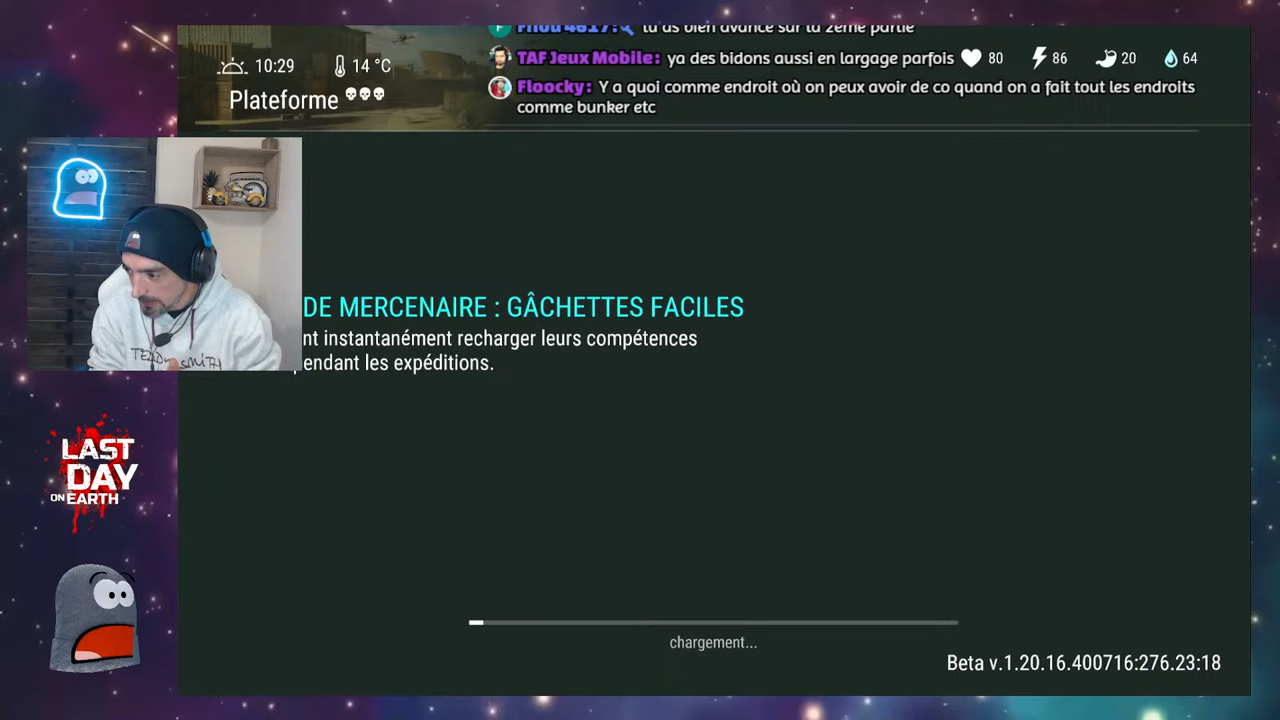 Filou 4617: tu as bien avancé sur la 2eme partie
10:29 14 °C
TAF Jeux Mobile: ya des bidons aussi en largage parfois 80 86 20 64
Plateforme
Floocky: Y a quoi comme endroit où on peux avoir de co quand on a fait tout les endroits
comme bunker etc
DE MERCENAIRE : GÂCHETTES FACILES
nt instantanément recharger leurs compétences
pendant les expéditions.
LAST
DAY
ON EARTH
chargement...
Beta v.1.20.16.400716:276.23:18